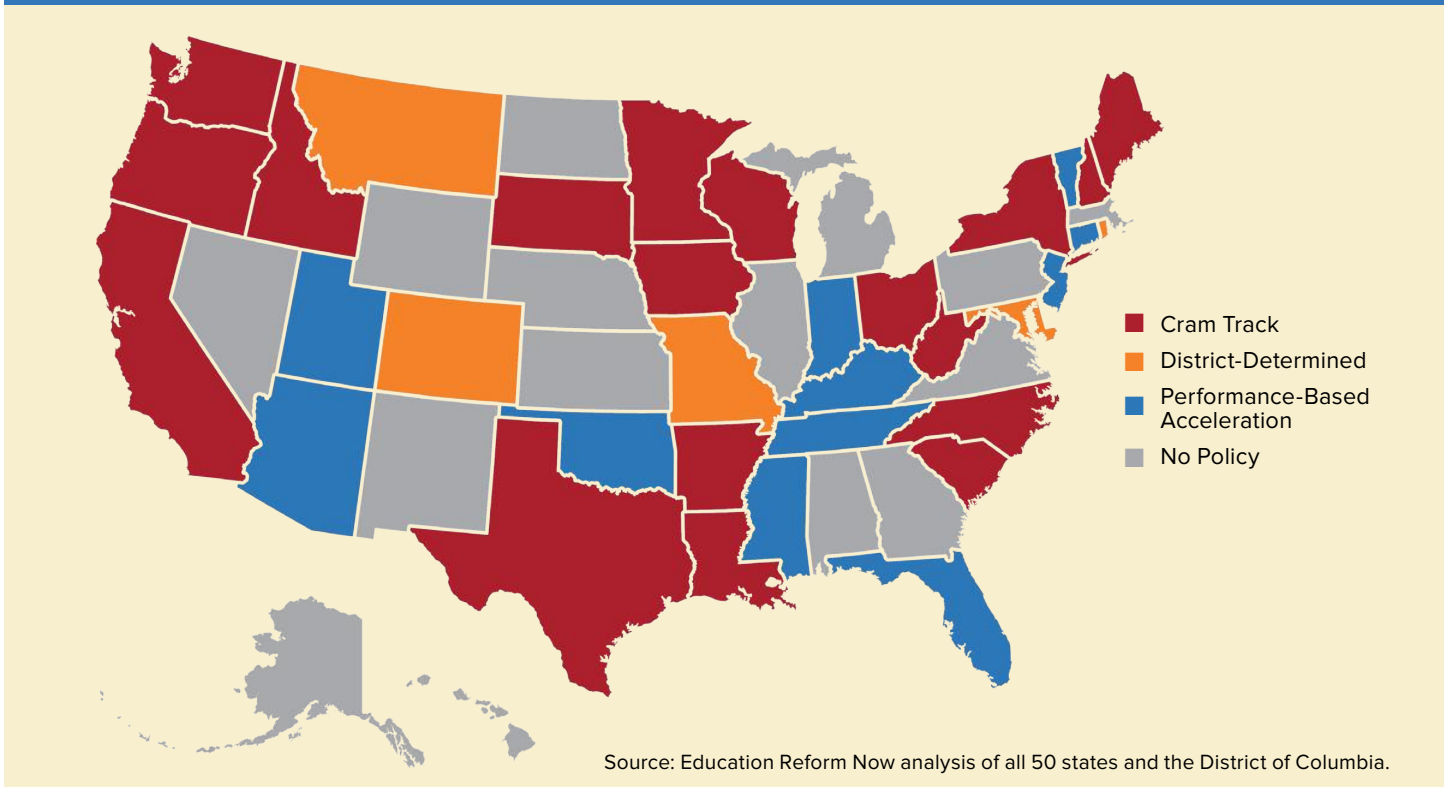 Cram Track
District-Determined
Performance-Based
Acceleration
No Policy
Source: Education Reform Now analysis of all 50 states and the District of Columbia.